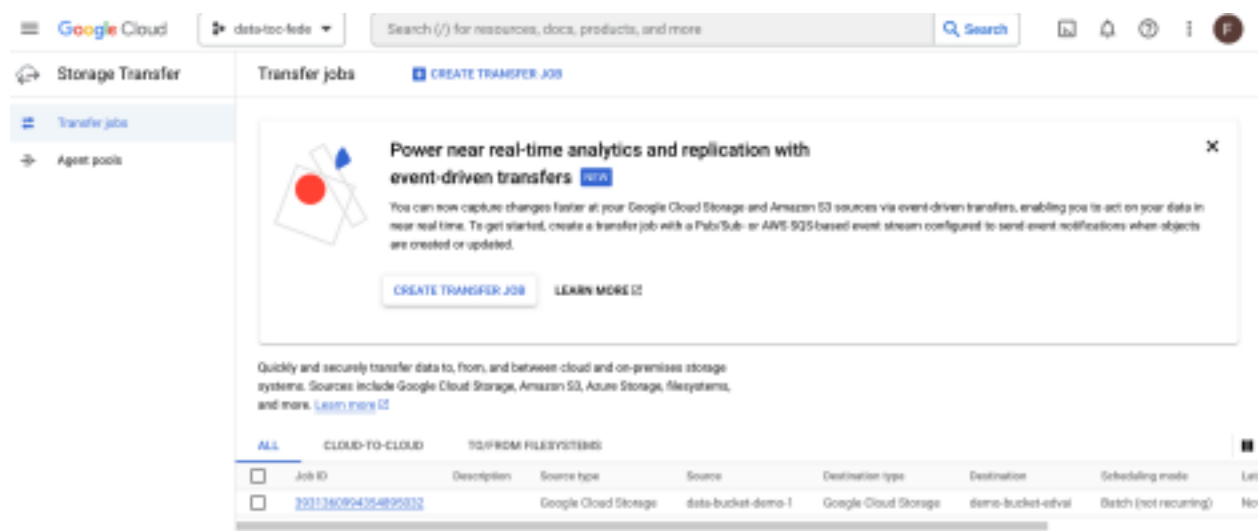 Google Cloud
data-toc-fede
Search (/) for resources, docs, products, and more
Search
F
Storage Transfer
Transfer jobs
CREATE TRANSFER JOB
Transfer jobs
Agent pools
Power near real-time analytics and replication with
event-driven transfers NEW
You can now capture changes faster at your Google Cloud Storage and Amazon S3 sources via event-driven transfers, enabling you to act on your data in
near real time. To get started, create a transfer job with a Pub/Sub- or AWS SQS-based event stream configured to send event notifications when objects
are created or updated.
CREATE TRANSFER JOB LEARN MORE
Quickly and securely transfer data to, from, and between cloud and on-premises storage
systems. Sources include Google Cloud Storage, Amazon S3, Azure Storage, filesystems,
and more. Learn more
ALL CLOUD-TO-CLOUD TO/FROM FILESYSTEMS
Job ID Description Source type Source Destination type Destination Scheduling mode
Google Cloud Storage data-bucket-demo-1 Google Cloud Storage demo-bucket-edvai Batch (not recurring)